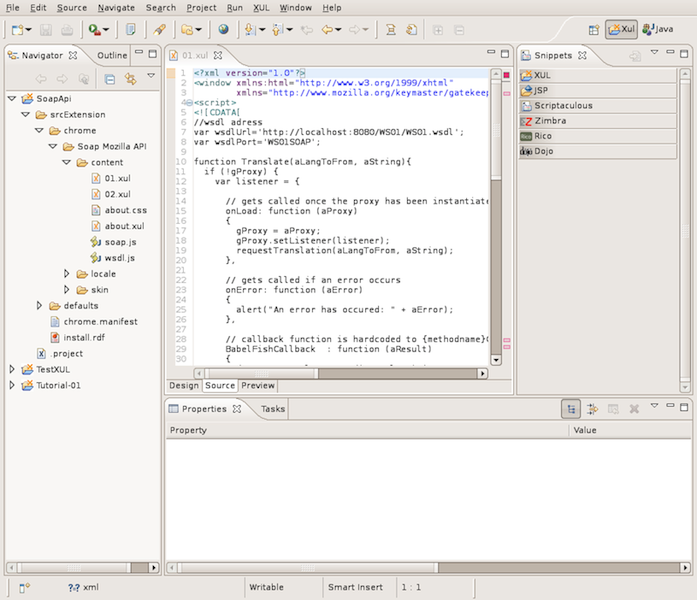 File Edit Source Navigate Search Project Run XUL Window Help
Xul Java
Navigator Outline
SoapApi
srcExtension
chrome
Soap Mozilla API
content
01.xul
02.xul
about.css
about.xul
soap.js
wsdl.js
locale
skin
defaults
chrome.manifest
install.rdf
.project
TestXUL
Tutorial-01
01.xul
1 <?xml version="1.0"?>
2 <window xmlns:html="http://www.w3.org/1999/xhtml"
3 xmlns="http://www.mozilla.org/keymaster/gatekeep
4 <script>
5 <![CDATA[
6 //wsdl adress
7 var wsdlUrl='http://localhost:8080/WS01/WS01.wsdl';
8 var wsdlPort='WS01SOAP';
9
10 function Translate(aLangToFrom, aString){
11 if (!gProxy) {
12 var listener = {
13
14 // gets called once the proxy has been instantiate
15 onLoad: function (aProxy)
16 {
17 gProxy = aProxy;
18 gProxy.setListener(listener);
19 requestTranslation(aLangToFrom, aString);
20 },
21
22 // gets called if an error occurs
23 onError: function (aError)
24 {
25 alert("An error has occured: " + aError);
26 },
27
28 // callback function is hardcoded to {methodname}C
29 BabelFishCallback : function (aResult)
30 {
Design Source Preview
Snippets
XUL
JSP
Scriptaculous
Zimbra
Rico
Dojo
Properties Tasks
Property Value
xml Writable Smart Insert 1 : 1